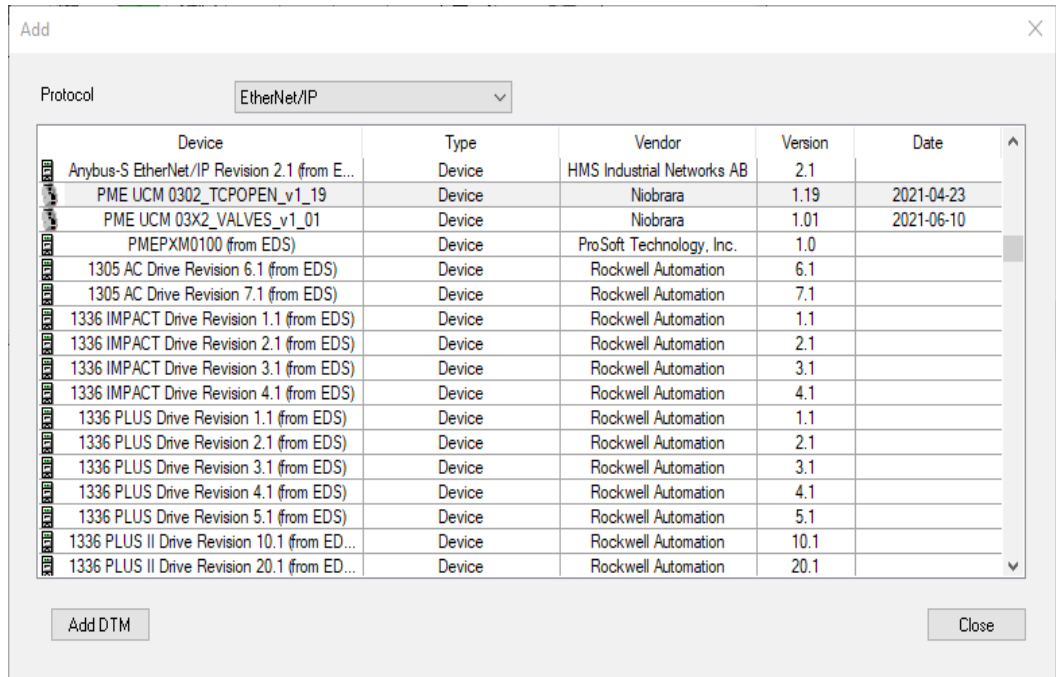 Add
Protocol EtherNet/IP
Device Type Vendor Version Date
Anybus-S EtherNet/IP Revision 2.1 (from E... Device HMS Industrial Networks AB 2.1
PME UCM 0302_TCPOPEN_v1_19 Device Niobrara 1.19 2021-04-23
PME UCM 03X2_VALVES_v1_01 Device Niobrara 1.01 2021-06-10
PMEPXM0100 (from EDS) Device ProSoft Technology, Inc. 1.0
1305 AC Drive Revision 6.1 (from EDS) Device Rockwell Automation 6.1
1305 AC Drive Revision 7.1 (from EDS) Device Rockwell Automation 7.1
1336 IMPACT Drive Revision 1.1 (from EDS) Device Rockwell Automation 1.1
1336 IMPACT Drive Revision 2.1 (from EDS) Device Rockwell Automation 2.1
1336 IMPACT Drive Revision 3.1 (from EDS) Device Rockwell Automation 3.1
1336 IMPACT Drive Revision 4.1 (from EDS) Device Rockwell Automation 4.1
1336 PLUS Drive Revision 1.1 (from EDS) Device Rockwell Automation 1.1
1336 PLUS Drive Revision 2.1 (from EDS) Device Rockwell Automation 2.1
1336 PLUS Drive Revision 3.1 (from EDS) Device Rockwell Automation 3.1
1336 PLUS Drive Revision 4.1 (from EDS) Device Rockwell Automation 4.1
1336 PLUS Drive Revision 5.1 (from EDS) Device Rockwell Automation 5.1
1336 PLUS II Drive Revision 10.1 (from ED... Device Rockwell Automation 10.1
1336 PLUS II Drive Revision 20.1 (from ED... Device Rockwell Automation 20.1
Add DTM Close